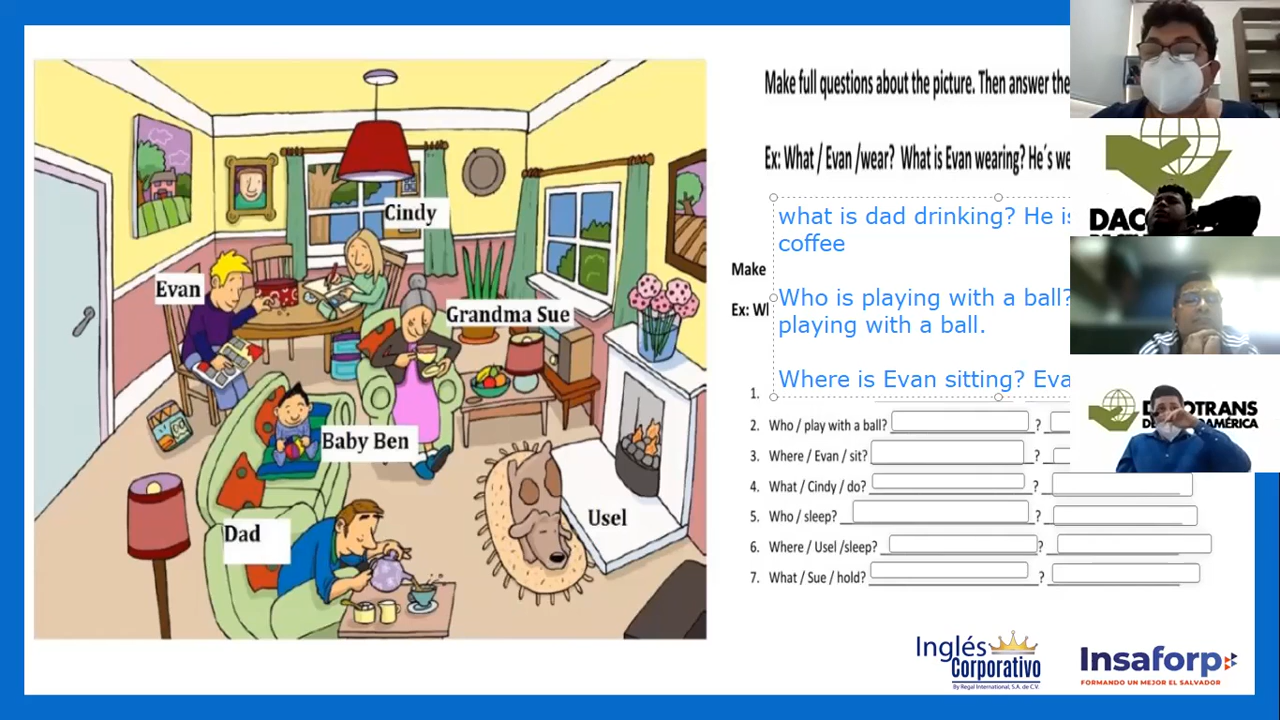 Make full questions about the picture. Then answer the
Ex: What / Evan /wear? What is Evan wearing? He´s we
what is dad drinking? He is
coffee
Make
Who is playing with a ball?
Ex: Wl
playing with a ball.
Where is Evan sitting? Eva
1.
2. Who / play with a ball? ?
3. Where / Evan / sit? ?
4. What / Cindy / do? ?
5. Who / sleep? ?
6. Where / Usel /sleep? ?
7. What / Sue / hold? ?
Cindy
Evan
Grandma Sue
Baby Ben
Usel
Dad
Inglés
Corporativo
By Regal International, S.A. de C.V.
Insaforp
FORMANDO UN MEJOR EL SALVADOR